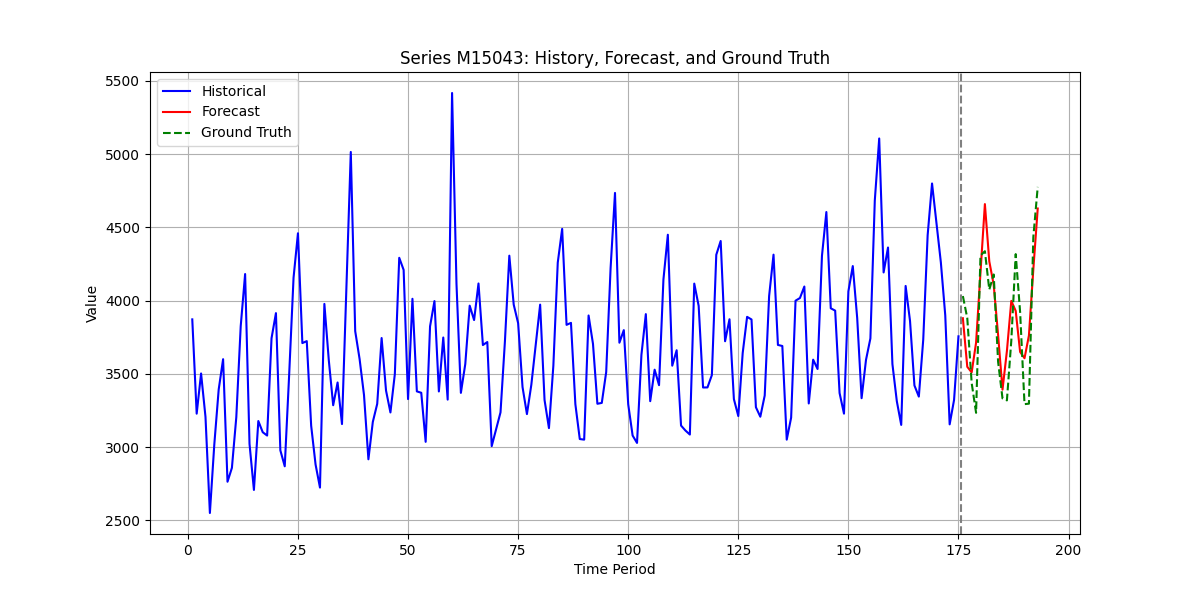 Series M15043: History, Forecast, and Ground Truth
Historical
Forecast
Ground Truth
5500
5000
4500
4000
3500
3000
2500
Value
0 25 50 75 100 125 150 175 200
Time Period